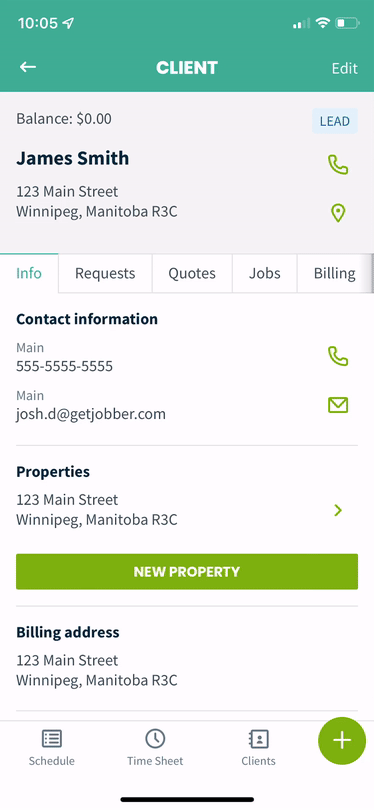 10:05
CLIENT
Edit
Balance: $0.00
LEAD
James Smith
123 Main Street
Winnipeg, Manitoba R3C
Info
Requests
Quotes
Jobs
Billing
Contact information
Main
555-5555-5555
Main
josh.d@getjobber.com
Properties
123 Main Street
Winnipeg, Manitoba R3C
NEW PROPERTY
Billing address
123 Main Street
Winnipeg, Manitoba R3C
Schedule
Time Sheet
Clients